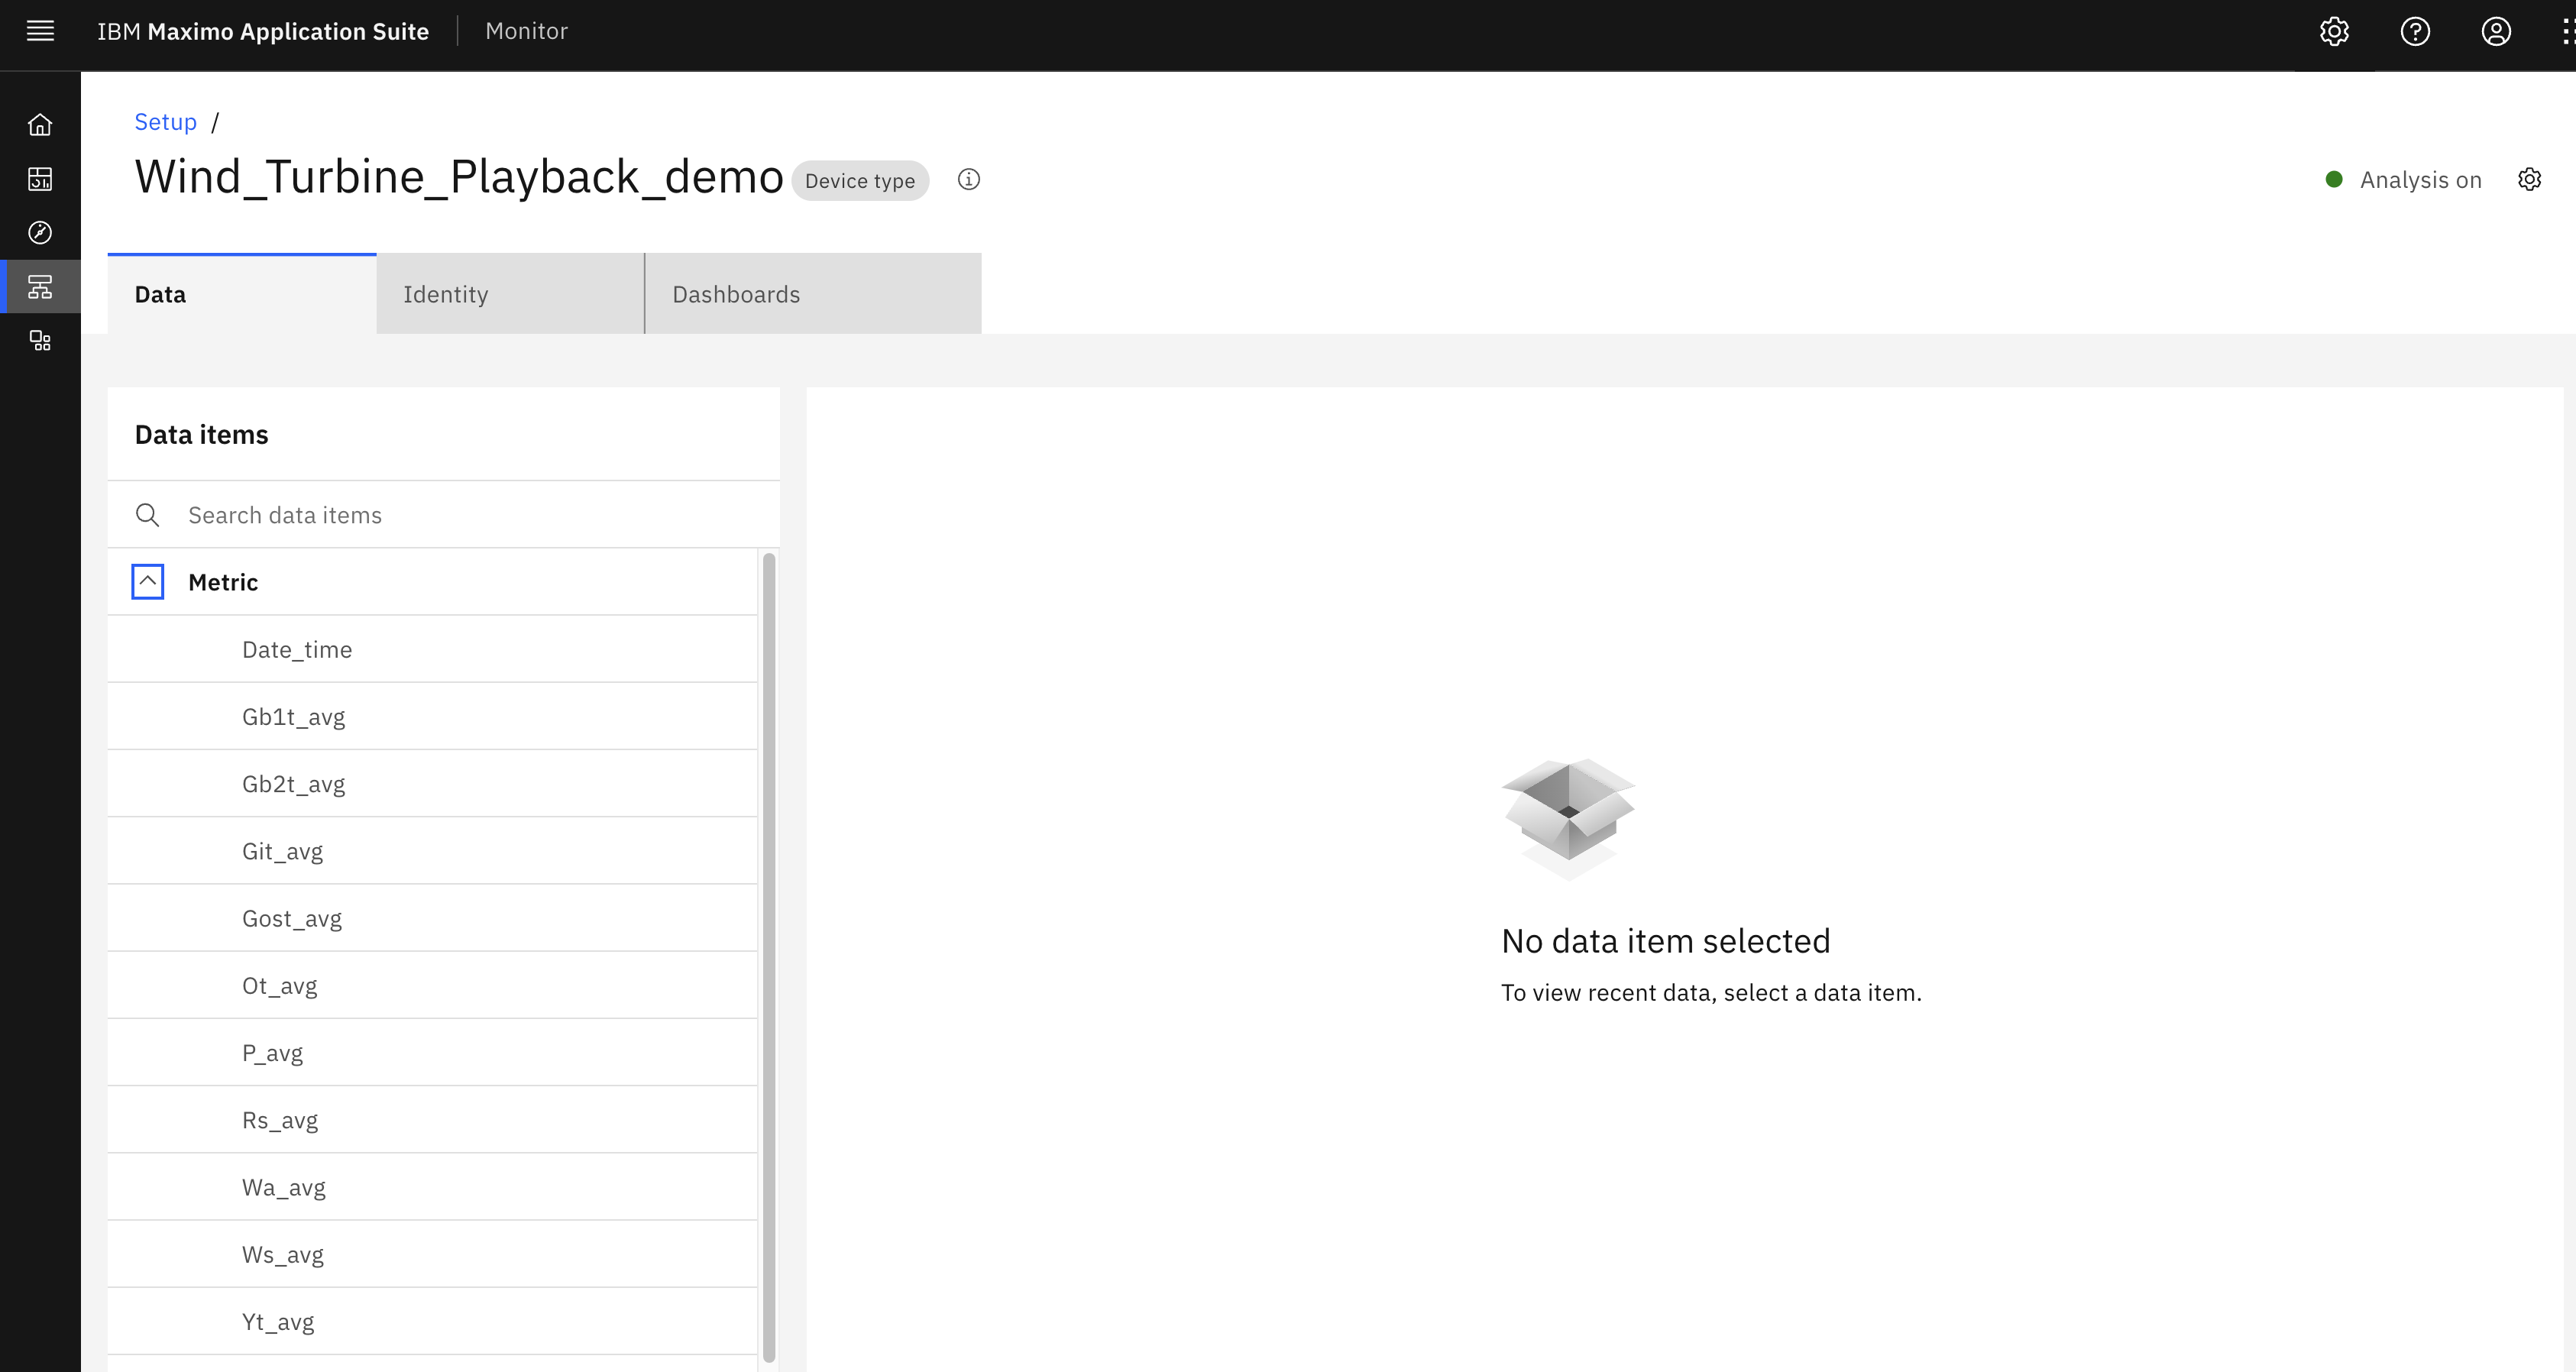 IBM Maximo Application Suite Monitor
Setup /
Wind_Turbine_Playback_demo Device type
Analysis on
Data Identity Dashboards
Data items
Search data items
Metric
Date_time
Gb1t_avg
Gb2t_avg
Git_avg
Gost_avg
Ot_avg
P_avg
Rs_avg
Wa_avg
Ws_avg
Yt_avg
No data item selected
To view recent data, select a data item.